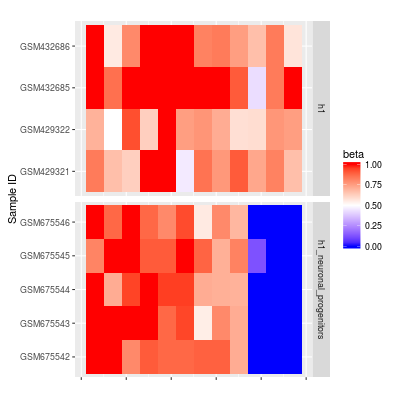 GSM432686
GSM432685
GSM429322
GSM429321
h1
GSM675546
GSM675545
GSM675544
GSM675543
GSM675542
h1_neuronal_progenitors
Sample ID
beta
1.00
0.75
0.50
0.25
0.00